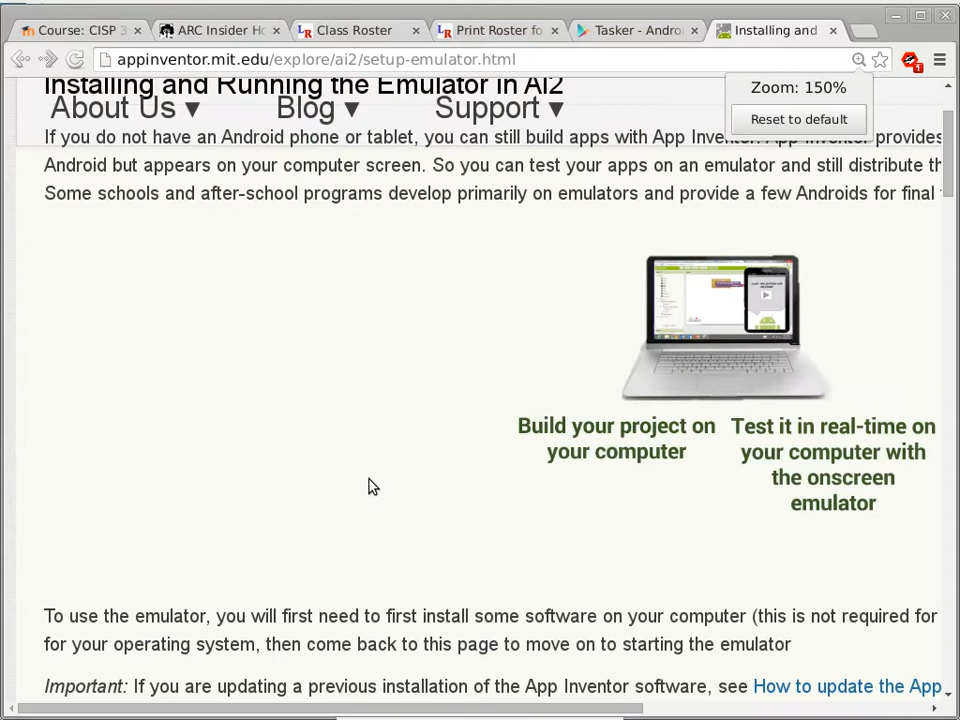 Course: CISP 3
ARC Insider Ho
Class Roster
Print Roster fo
Tasker - Andro
Installing and
appinventor.mit.edu/explore/ai2/setup-emulator.html
1
Zoom: 150%
Reset to default
Installing and Running the Emulator in AI2
About Us ▾ Blog ▾ Support ▾
If you do not have an Android phone or tablet, you can still build apps with App Inventor. App Inventor provides
Android but appears on your computer screen. So you can test your apps on an emulator and still distribute th
Some schools and after-school programs develop primarily on emulators and provide a few Androids for final
Build your project on
your computer
Test it in real-time on
your computer with
the onscreen
emulator
To use the emulator, you will first need to first install some software on your computer (this is not required for
for your operating system, then come back to this page to move on to starting the emulator
Important: If you are updating a previous installation of the App Inventor software, see How to update the App